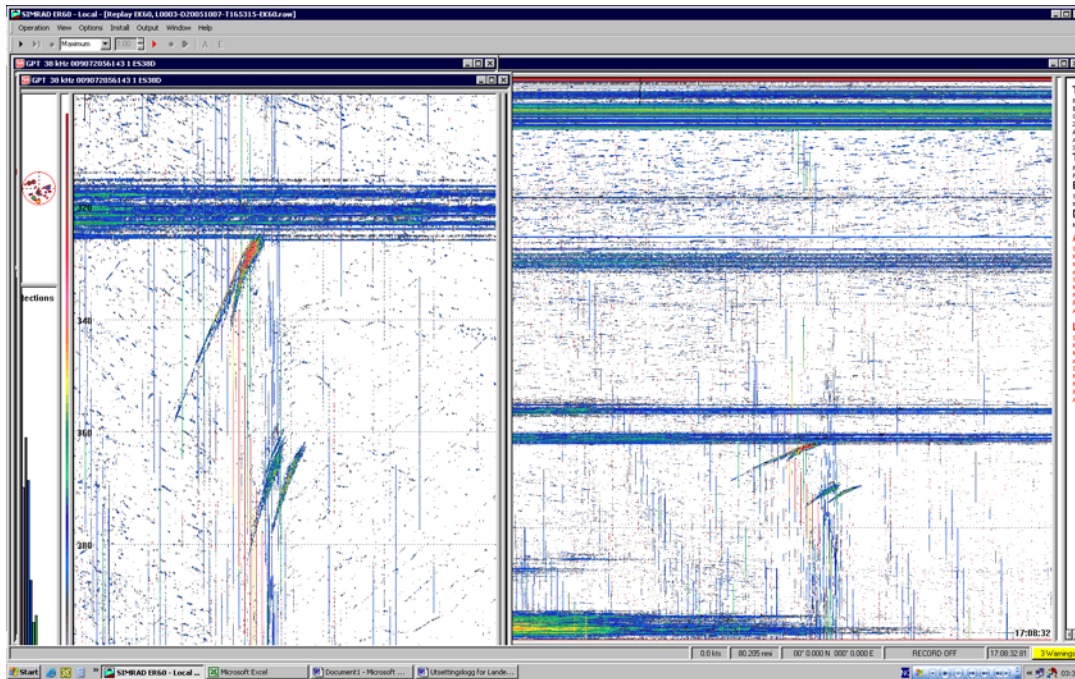 SIMRAD ER60 - Local - [Replay EK60, L0003-D20051007-T165315-EK60.raw]
Operation View Options Install Output Window Help
Maximum 1.00 A E
GPT 38 kHz 009072056143 1 ES38D
GPT 38 kHz 009072056143 1 ES38D
340
lections
360
380
17:08:32
0.0 kts 80.205 nmi 00° 0.000 N 000° 0.000 E RECORD OFF 17:08:32.81 3 Warnings
Start SIMRAD ER60 - Local ... Microsoft Excel Document1 - Microsoft ... Utsettingslogg for Lande...